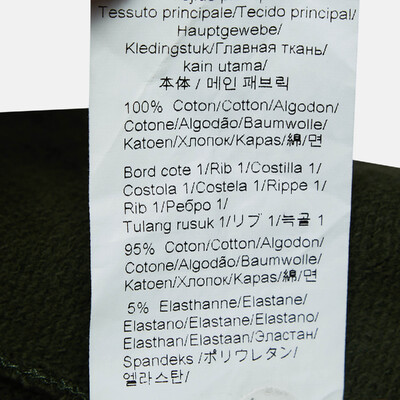 Tessuto principale/Tecido principal/
Hauptgewebe/
Kledingstuk/Главная ткань/
kain utama/
本体 / 메인 패브릭
100% Coton/Cotton/Algodon/
Cotone/Algodão/Baumwolle/
Katoen/Хлопок/Kapas/綿/면
Bord cote 1/Rib 1/Costilla 1/
Costola 1/Costela 1/Rippe 1/
Rib 1/Ребро 1/
Tulang rusuk 1/リブ 1/늑골 1
95% Coton/Cotton/Algodon/
Cotone/Algodão/Baumwolle/
Katoen/Хлопок/Kapas/綿/면
5% Elasthanne/Elastane/
Elastano/Elastane/Elastano/
Elasthan/Elastaan/Эластан/
Spandeks /ポリウレタン/
엘라스탄/